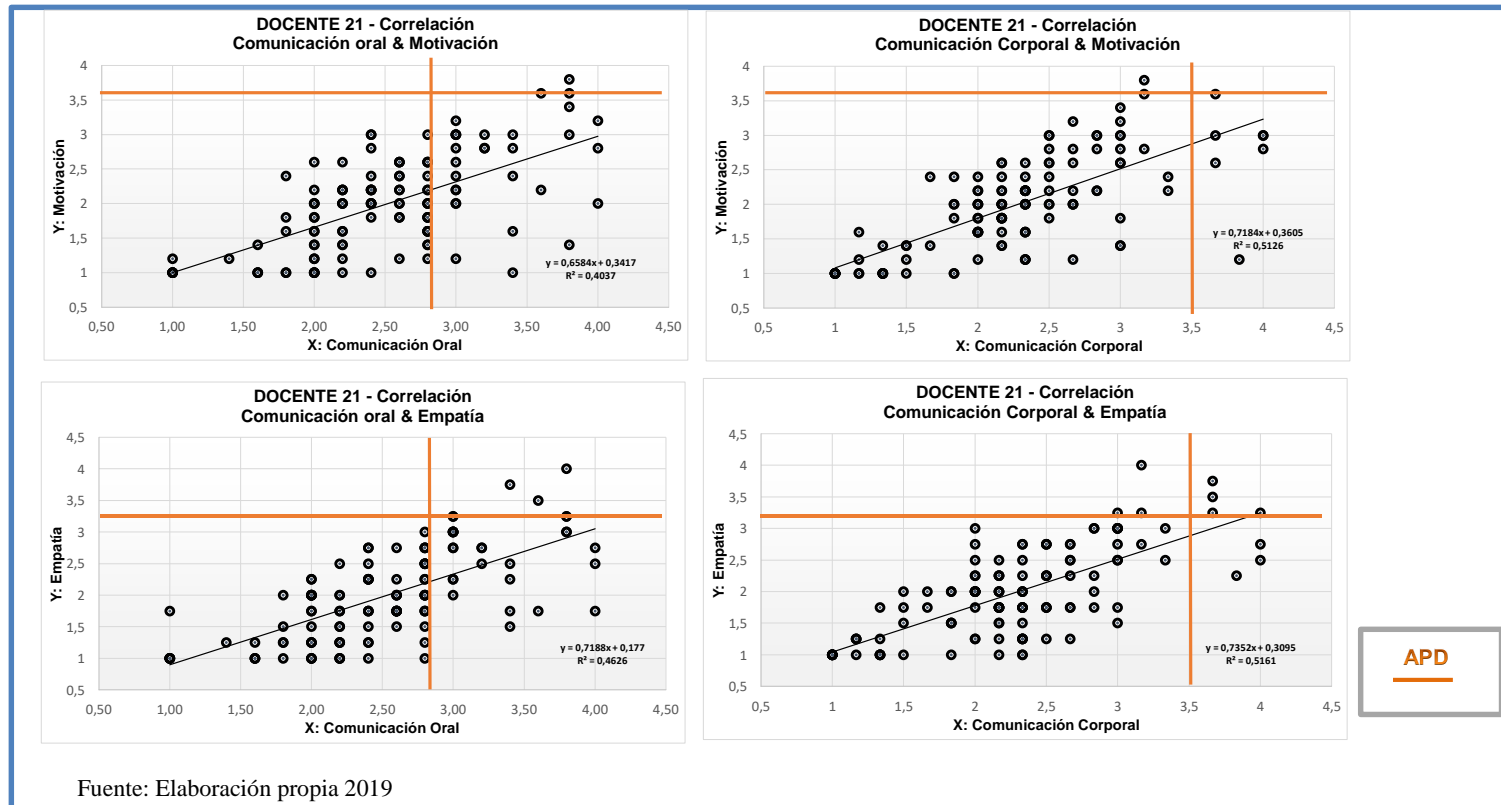 DOCENTE 21 - Correlación
Comunicación oral & Motivación
4
3,5
3
2,5
2
1,5
1
0,5
Y: Motivación
y = 0,6584x + 0,3417
R² = 0,4037
0,50 1,00 1,50 2,00 2,50 3,00 3,50 4,00 4,50
X: Comunicación Oral
DOCENTE 21 - Correlación
Comunicación Corporal & Motivación
4
3,5
3
2,5
2
1,5
1
0,5
Y: Motivación
y = 0,7184x + 0,3605
R² = 0,5126
0,5 1 1,5 2 2,5 3 3,5 4 4,5
X: Comunicación Corporal
DOCENTE 21 - Correlación
Comunicación oral & Empatía
4,5
4
3,5
3
2,5
2
1,5
1
0,5
Y: Empatía
y = 0,7188x + 0,177
R² = 0,4626
0,50 1,00 1,50 2,00 2,50 3,00 3,50 4,00 4,50
X: Comunicación Oral
DOCENTE 21 - Correlación
Comunicación Corporal & Empatía
4,5
4
3,5
3
2,5
2
1,5
1
0,5
Y: Empatía
y = 0,7352x + 0,3095
R² = 0,5161
0,5 1 1,5 2 2,5 3 3,5 4 4,5
X: Comunicación Corporal
APD
Fuente: Elaboración propia 2019